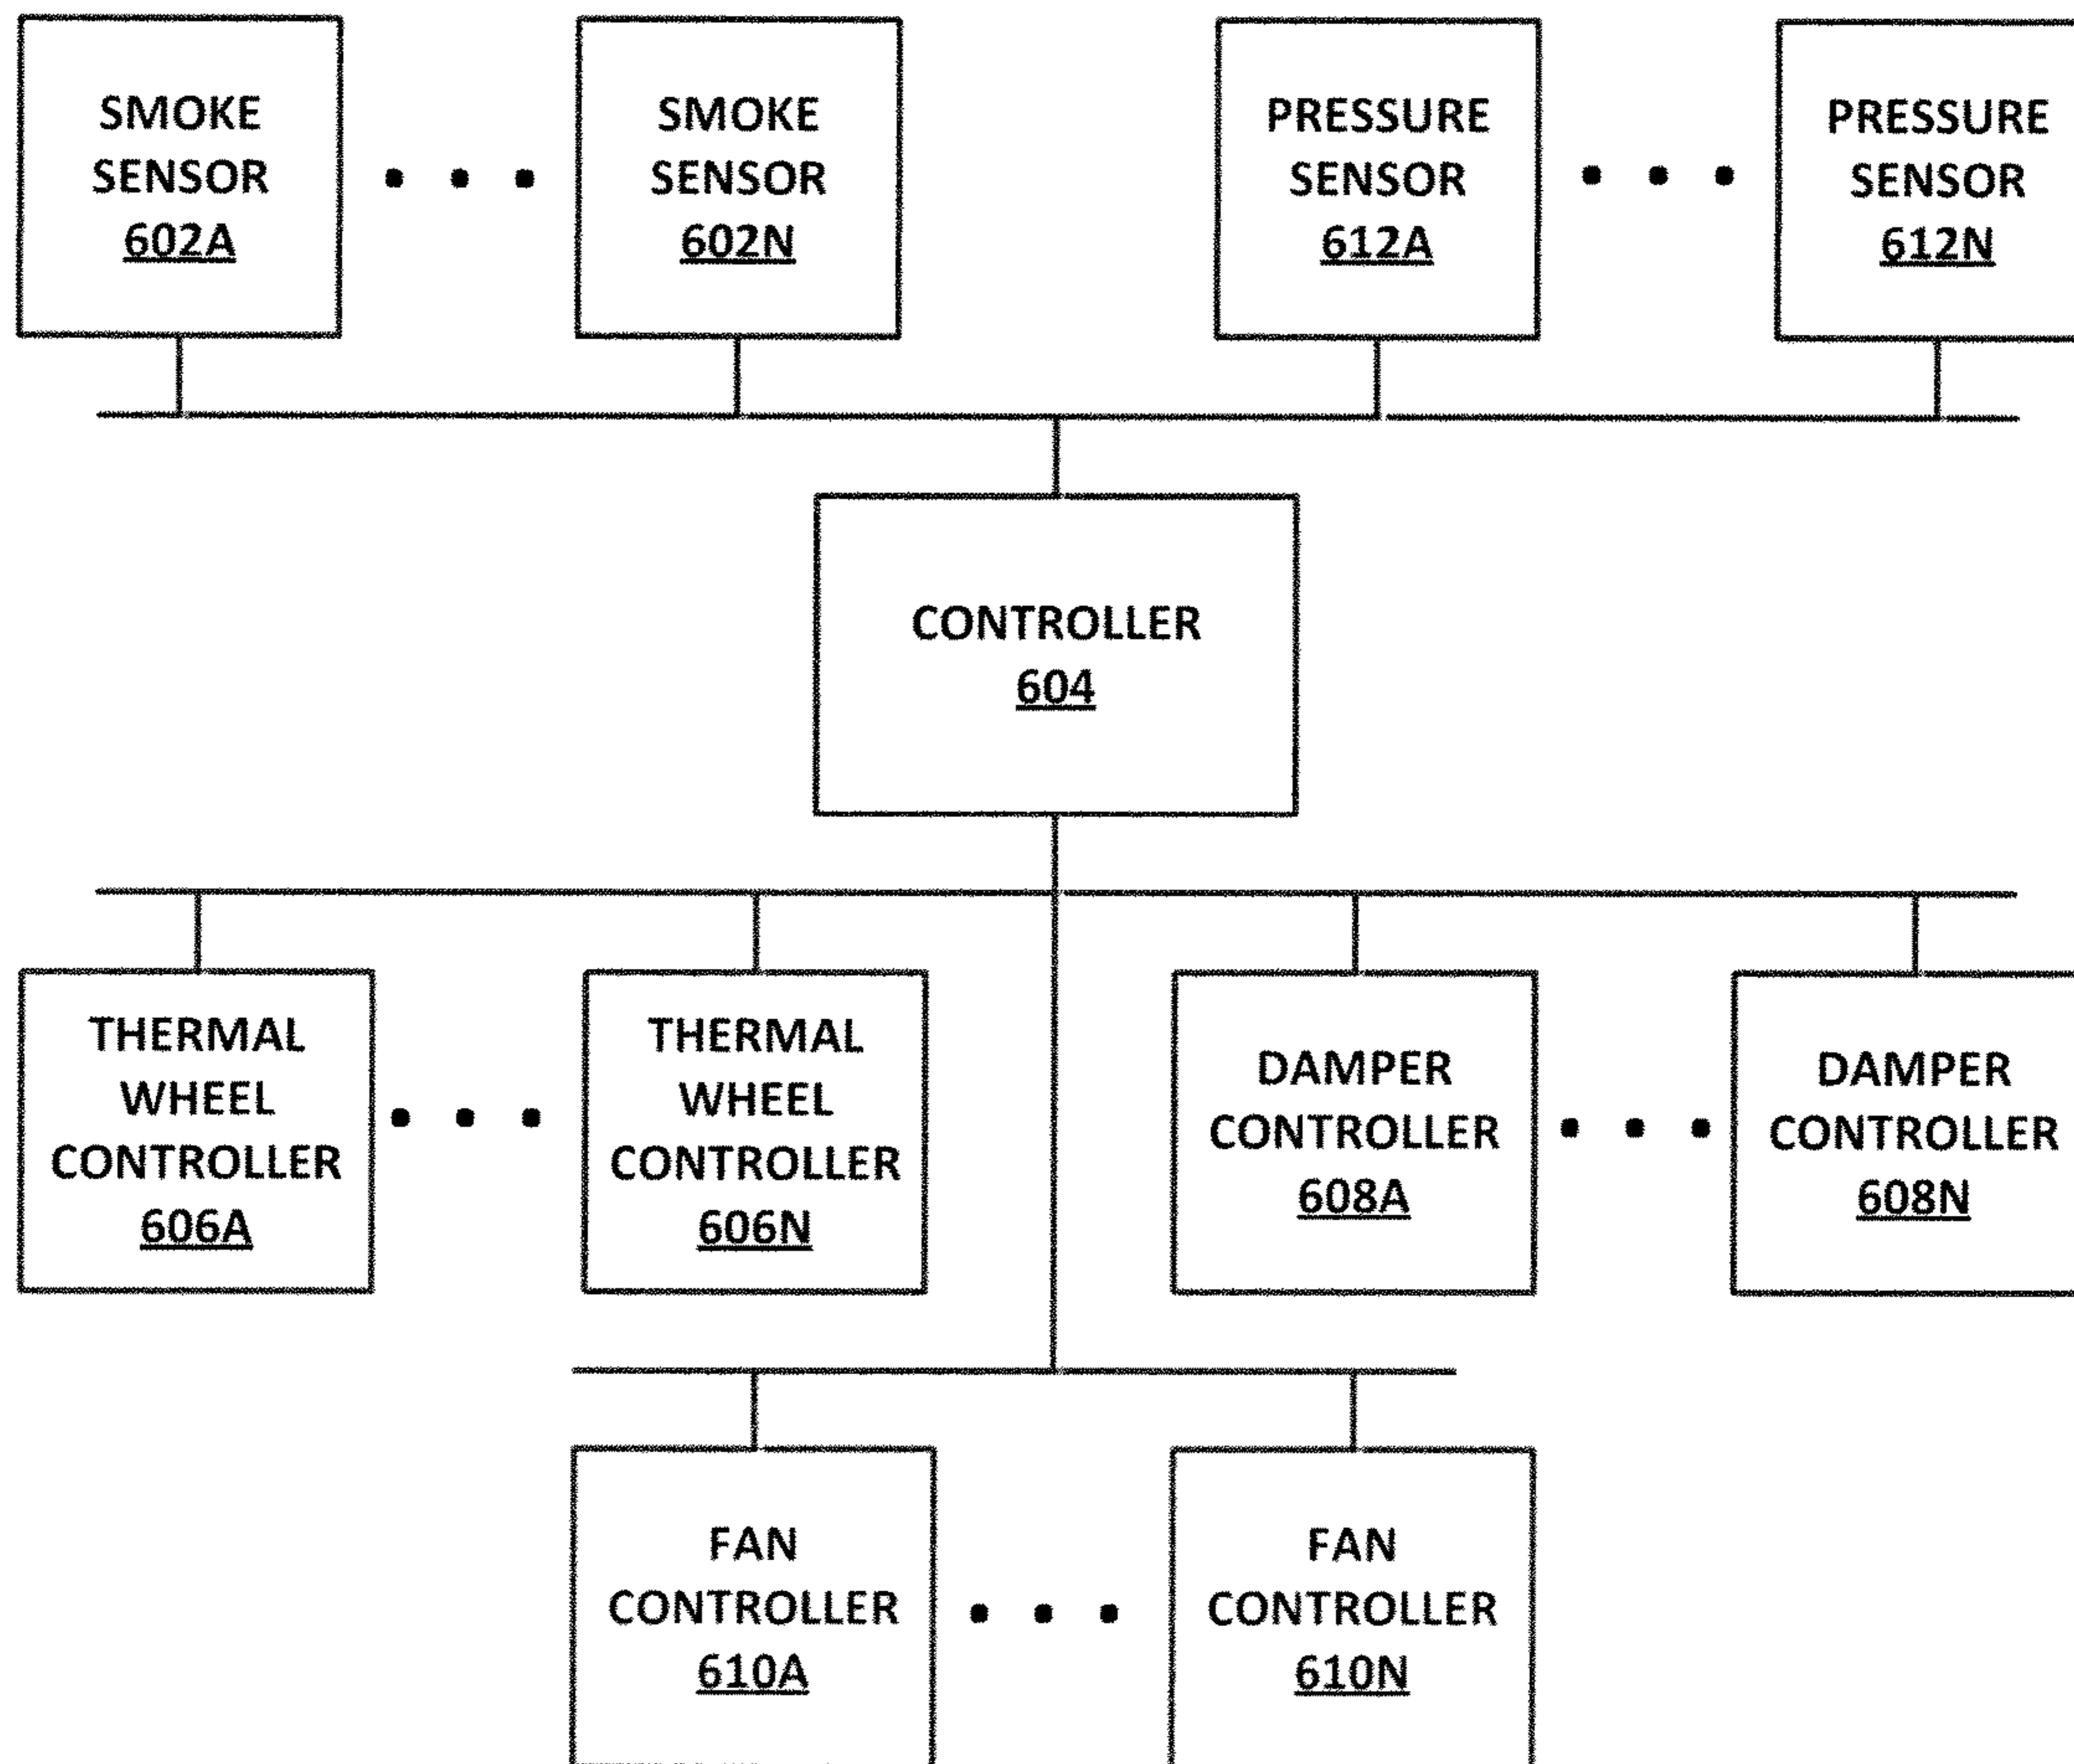 SMOKE
SENSOR
602A
SMOKE
SENSOR
602N
PRESSURE
SENSOR
612A
PRESSURE
SENSOR
612N
CONTROLLER
604
THERMAL
WHEEL
CONTROLLER
606A
THERMAL
WHEEL
CONTROLLER
606N
DAMPER
CONTROLLER
608A
DAMPER
CONTROLLER
608N
FAN
CONTROLLER
610A
FAN
CONTROLLER
610N